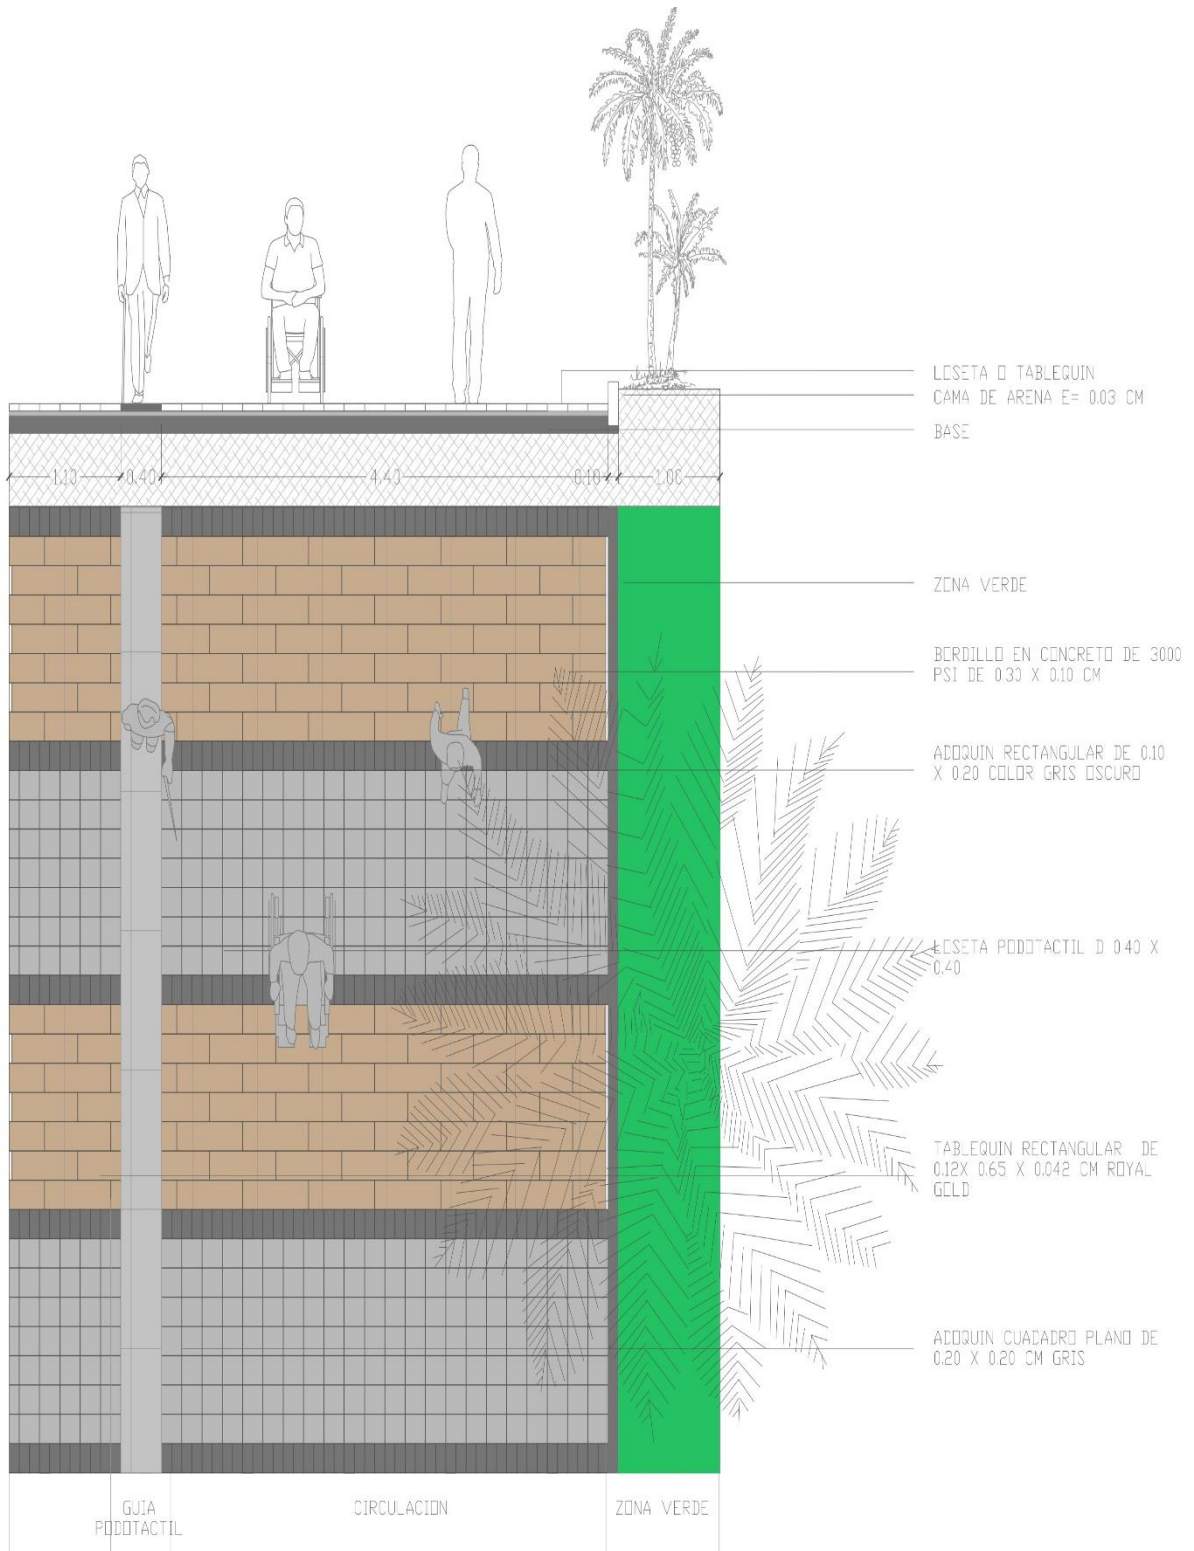 LOSETA O TABLEQUIN
CAMA DE ARENA E= 0.03 CM
BASE
1.10 0.40 4.40 0.10 1.00
ZONA VERDE
BORDILLO EN CONCRETO DE 3000
PSI DE 0.30 X 0.10 CM
ADOQUIN RECTANGULAR DE 0.10
X 0.20 COLOR GRIS OSCURO
LOSETA PODOTACTIL D 0.40 X
0.40
TABLEQUIN RECTANGULAR DE
0.12X 0.65 X 0.042 CM ROYAL
GOLD
ADOQUIN CUADADRO PLANO DE
0.20 X 0.20 CM GRIS
GUIA
PODOTACTIL
CIRCULACION
ZONA VERDE